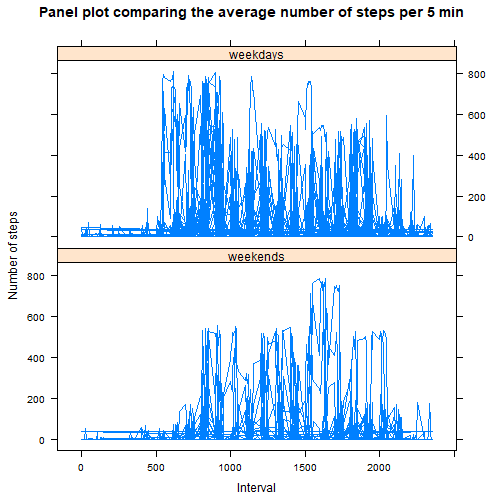 Panel plot comparing the average number of steps per 5 min
weekdays
800
600
400
200
0
weekends
800
600
400
200
0
Number of steps
0 500 1000 1500 2000
Interval